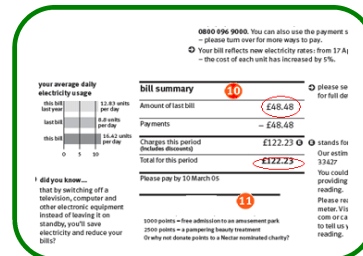 0800 096 9000. You can also use the payment s
– please turn over for more ways to pay.
Your bill reflects new electricity rates: from 17 A
– the cost of each unit has increased by 5%.
your average daily
electricity usage
this bill
last year
12.83 units
per day
last bill
8.8 units
per day
this bill
16.42 units
per day
0 5 10
bill summary 10
Amount of last bill £48.48
Payments – £48.48
Charges this period £122.23
(Includes discounts)
Total for this period £122.23
Please pay by 10 March 05
11
please se
for full de
stands fo
Our estim
33427
You could
providing
reading.
Please rea
meter. Vis
com or ca
to tell us y
reading.
did you know...
that by switching off a
television, computer and
other electronic equipment
instead of leaving it on
standby, you'll save
electricity and reduce your
bills?
1000 points = free admission to an amusement park
2500 points = a pampering beauty treatment
Or why not donate points to a Nectar nominated charity?